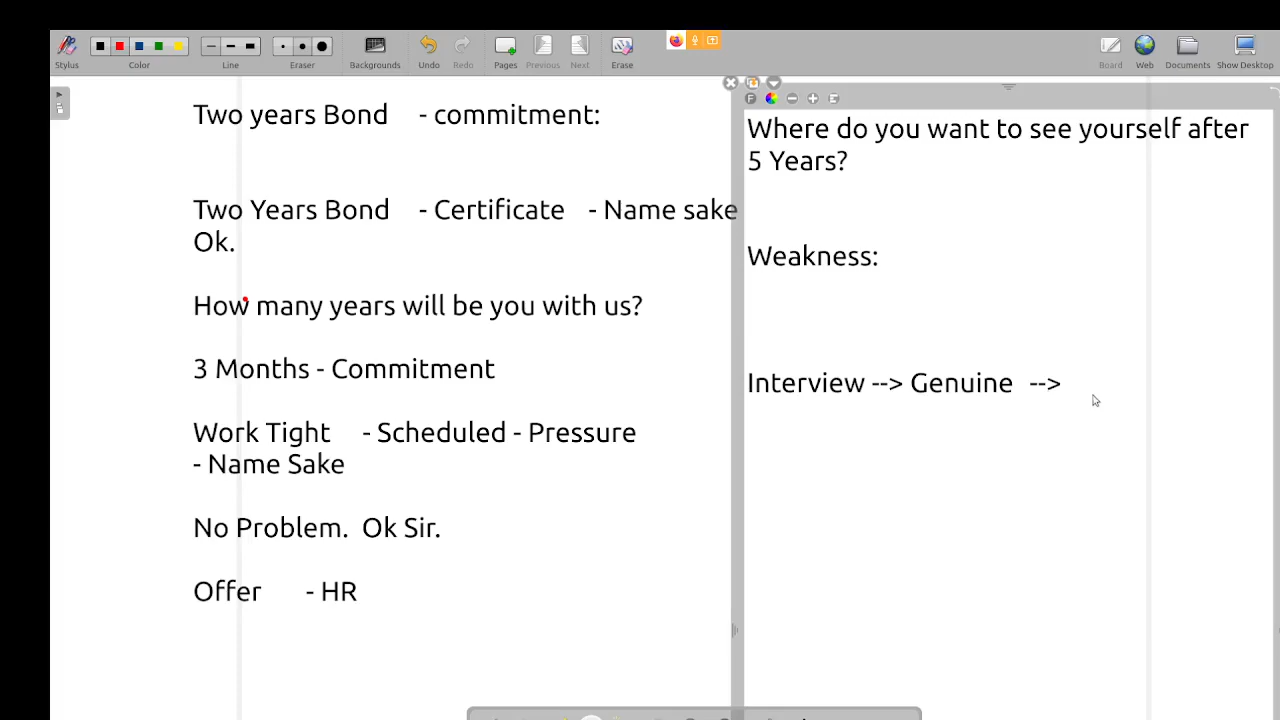 Stylus
Color
Line
Eraser
Backgrounds
Undo
Redo
Pages
Previous
Next
Erase
Board
Web
Documents
Show Desktop
Two years Bond - commitment:
Two Years Bond - Certificate - Name sake
Ok.
How many years will be you with us?
3 Months - Commitment
Work Tight - Scheduled - Pressure
- Name Sake
No Problem. Ok Sir.
Offer - HR
F
Where do you want to see yourself after
5 Years?
Weakness:
Interview --> Genuine -->